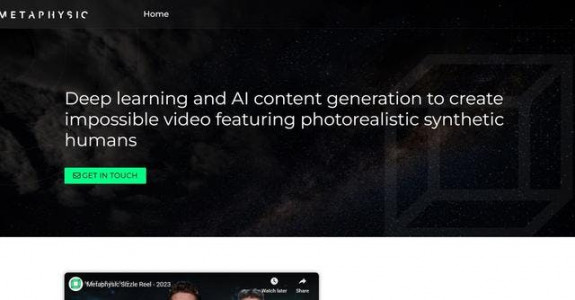 METAPHYSIC
Home
Deep learning and AI content generation to create
impossible video featuring photorealistic synthetic
humans
GET IN TOUCH
Metaphysic Sizzle Reel - 2023
Watch later
Share